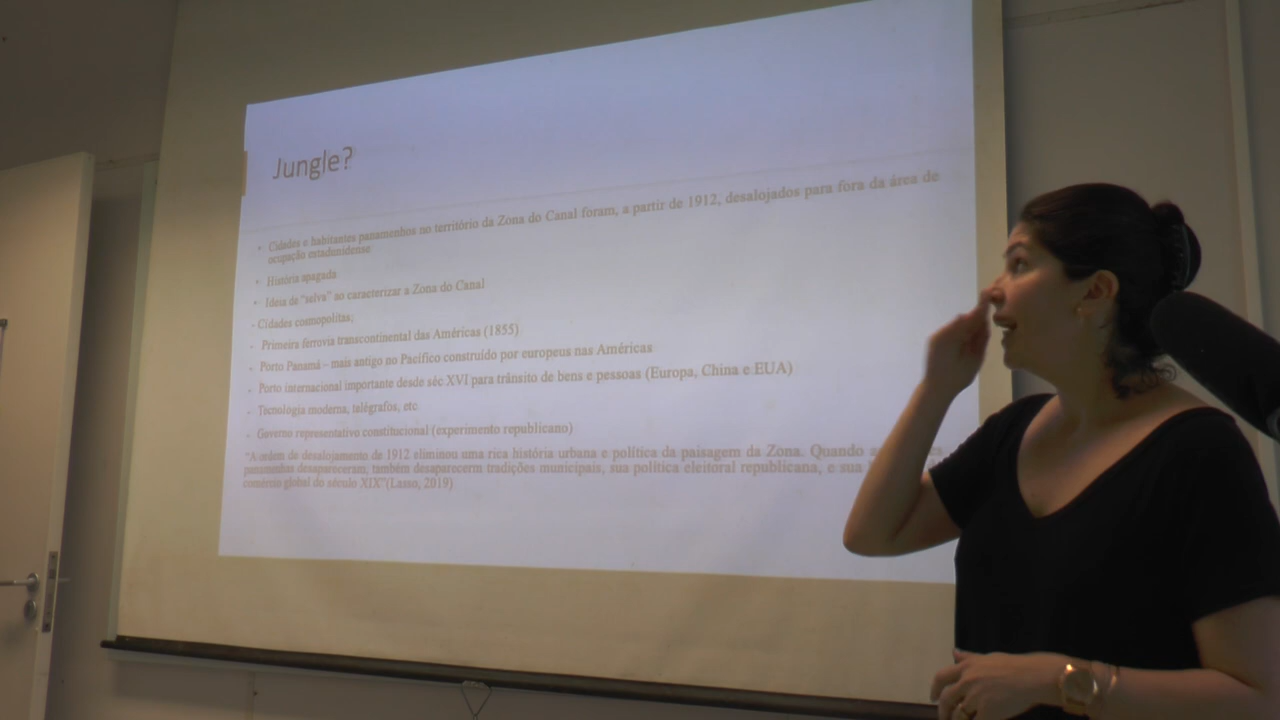 Jungle?
• Cidades e habitantes panamenhos no território da Zona do Canal foram, a partir de 1912, desalojados para fora da área de
ocupação estadunidense
• História apagada
• Ideia de "selva" ao caracterizar a Zona do Canal
- Cidades cosmopolitas;
- Primeira ferrovia transcontinental das Américas (1855)
- Porto Panamá – mais antigo no Pacífico construído por europeus nas Américas
- Porto internacional importante desde séc XVI para trânsito de bens e pessoas (Europa, China e EUA)
- Tecnologia moderna, telégrafos, etc
- Governo representativo constitucional (experimento republicano)
"A ordem de desalojamento de 1912 eliminou uma rica história urbana e política da paisagem da Zona. Quando
panamenhas desapareceram, também desaparecem tradições municipais, sua política eleitoral republicana, e sua
comércio global do século XIX"(Lasso, 2019)